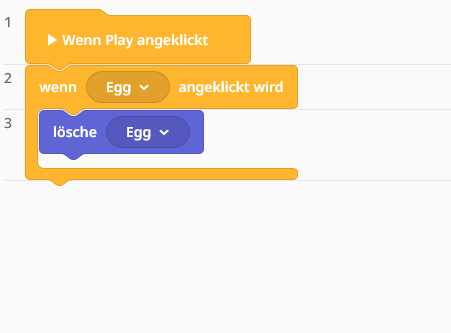 1
Wenn Play angeklickt
2
wenn Egg angeklickt wird
3
lösche Egg